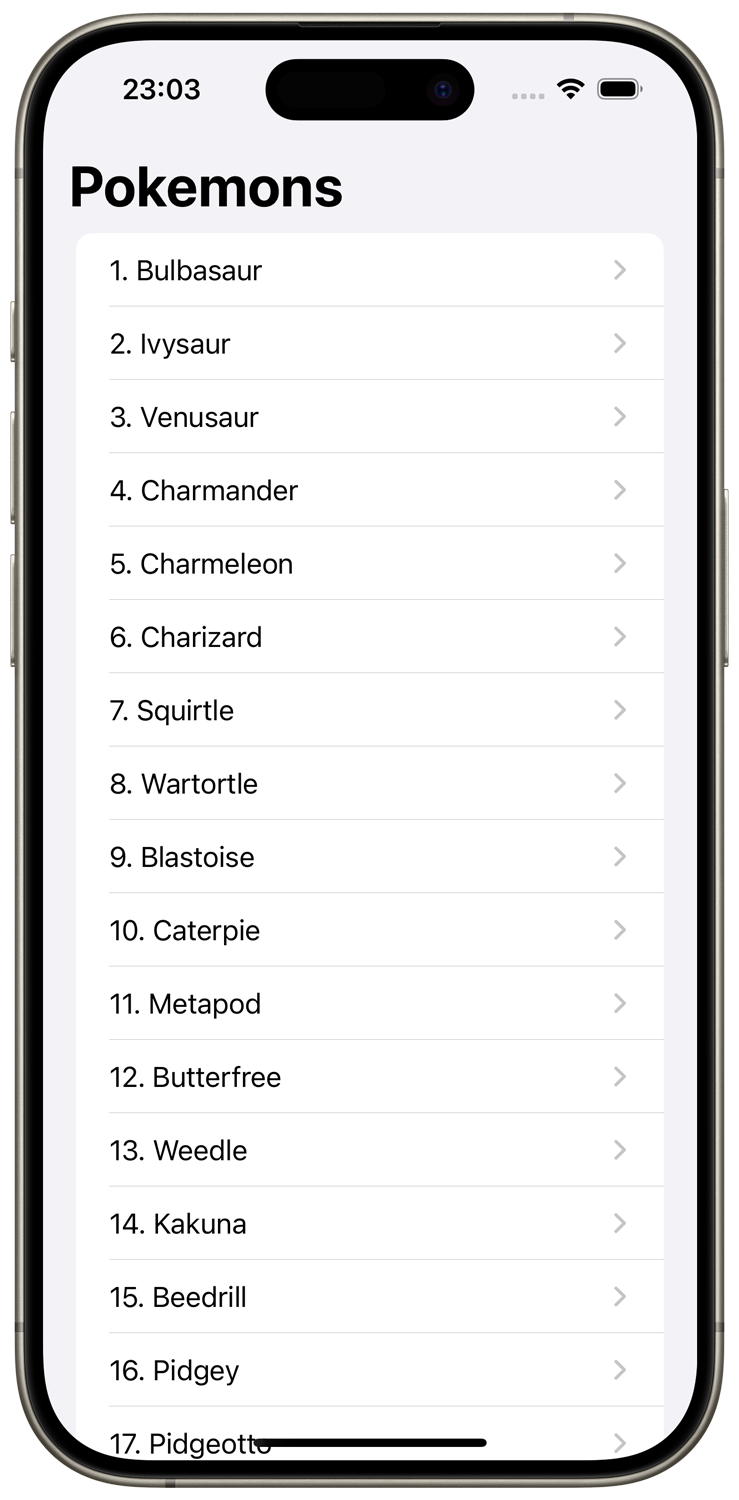 23:03
Pokemons
1. Bulbasaur
2. Ivysaur
3. Venusaur
4. Charmander
5. Charmeleon
6. Charizard
7. Squirtle
8. Wartortle
9. Blastoise
10. Caterpie
11. Metapod
12. Butterfree
13. Weedle
14. Kakuna
15. Beedrill
16. Pidgey
17. Pidgeotto